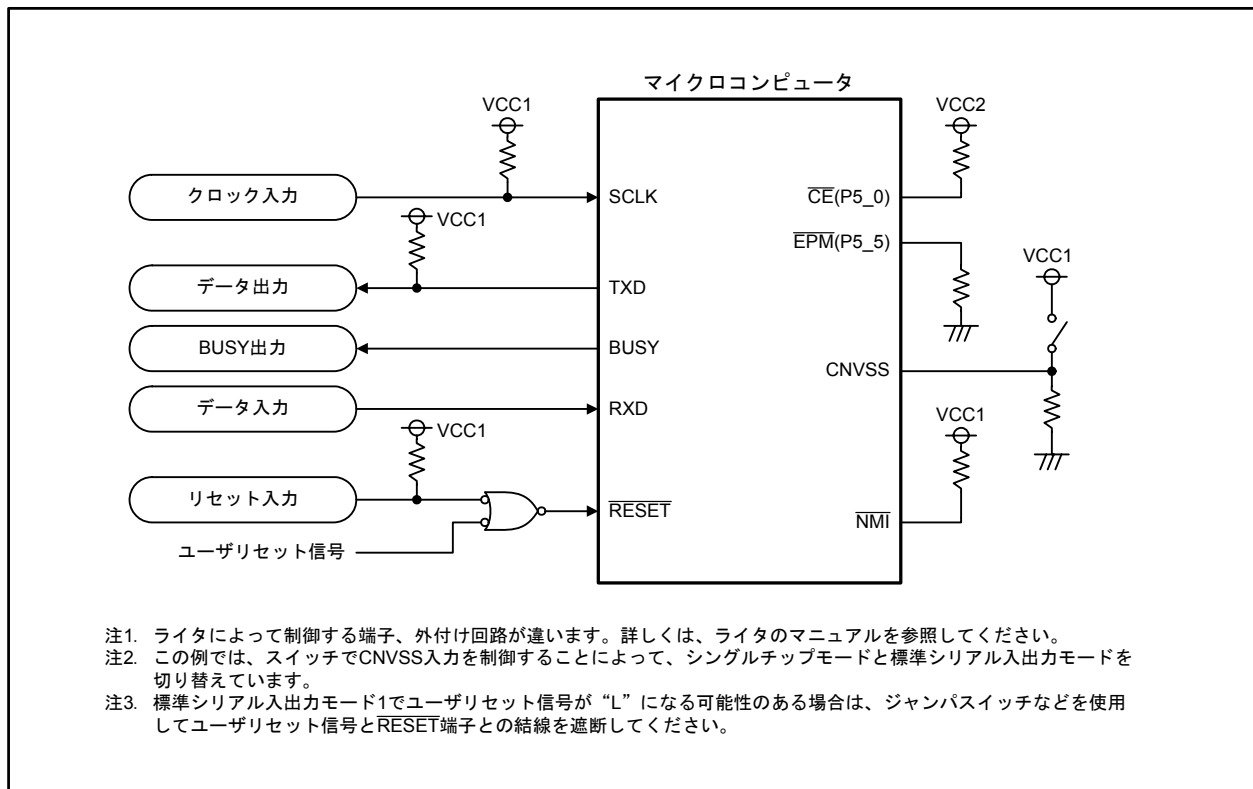 マイクロコンピュータ
VCC1
VCC2
クロック入力
SCLK
CE(P5_0)
VCC1
EPM(P5_5)
VCC1
データ出力
TXD
BUSY出力
BUSY
CNVSS
データ入力
RXD
VCC1
VCC1
リセット入力
RESET
NMI
ユーザリセット信号
注1. ライタによって制御する端子、外付け回路が違います。詳しくは、ライタのマニュアルを参照してください。
注2. この例では、スイッチでCNVSS入力を制御することによって、シングルチップモードと標準シリアル入出力モードを
切り替えています。
注3. 標準シリアル入出力モード1でユーザリセット信号が“L”になる可能性のある場合は、ジャンパスイッチなどを使用
してユーザリセット信号とRESET端子との結線を遮断してください。